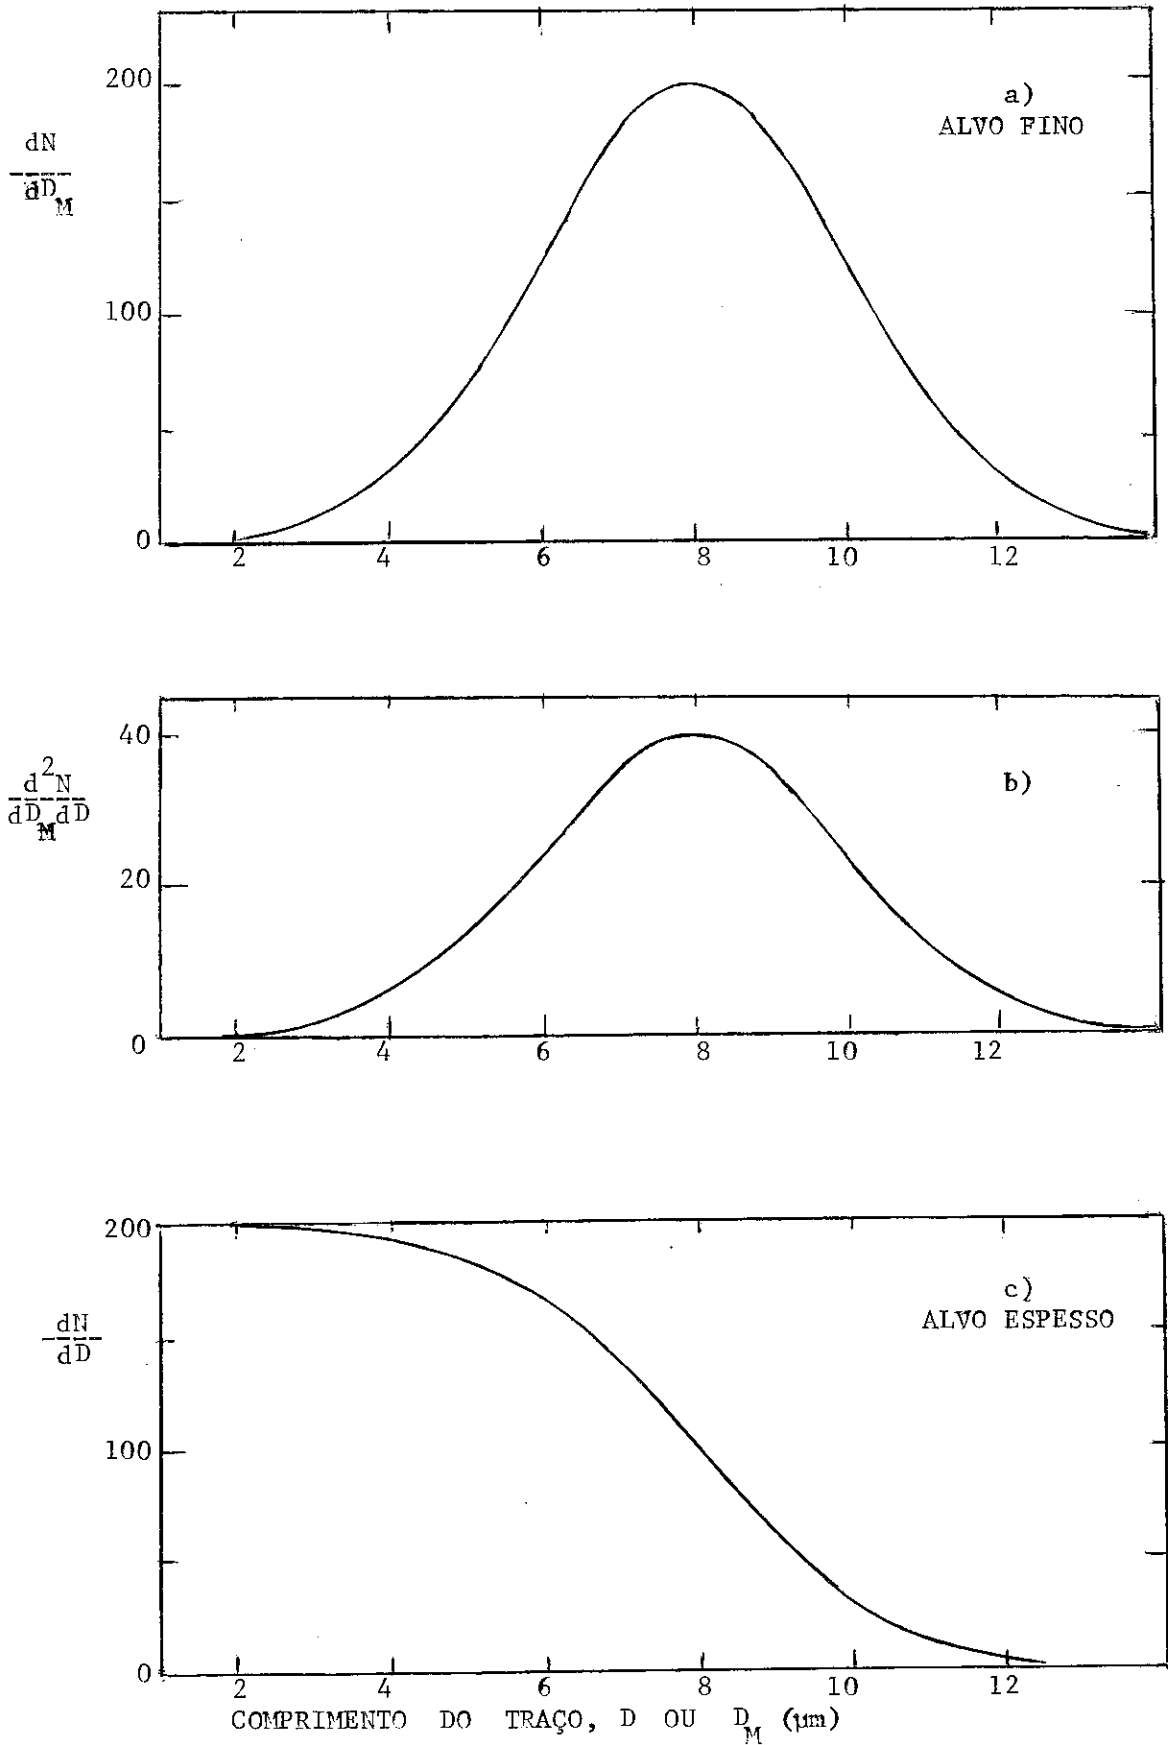 200
a)
ALVO FINO
dN
dD_M
100
0
2 4 6 8 10 12
40
b)
d²N
dD_M dD
20
0
2 4 6 8 10 12
200
c)
ALVO ESPESSO
-dN
dD
100
0
2 4 6 8 10 12
COMPRIMENTO DO TRAÇO, D OU D_M (µm)